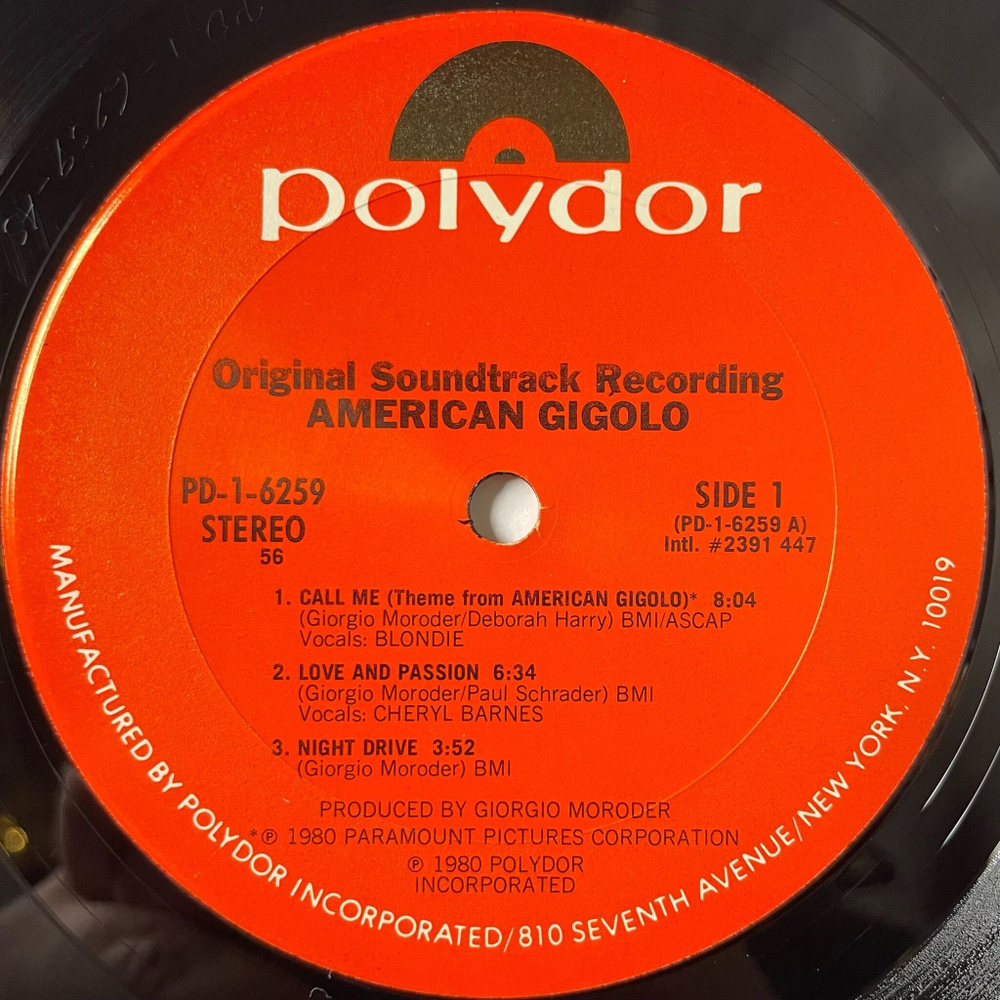 polydor
Original Soundtrack Recording
AMERICAN GIGOLO
PD-1-6259
STEREO
56
SIDE 1
(PD-1-6259 A)
Intl. #2391 447
1. CALL ME (Theme from AMERICAN GIGOLO)* 8:04
(Giorgio Moroder/Deborah Harry) BMI/ASCAP
Vocals: BLONDIE
2. LOVE AND PASSION 6:34
(Giorgio Moroder/Paul Schrader) BMI
Vocals: CHERYL BARNES
3. NIGHT DRIVE 3:52
(Giorgio Moroder) BMI
PRODUCED BY GIORGIO MORODER
*℗ 1980 PARAMOUNT PICTURES CORPORATION
℗ 1980 POLYDOR
INCORPORATED
MANUFACTURED BY POLYDOR INCORPORATED/810 SEVENTH AVENUE/NEW YORK, N.Y. 10019